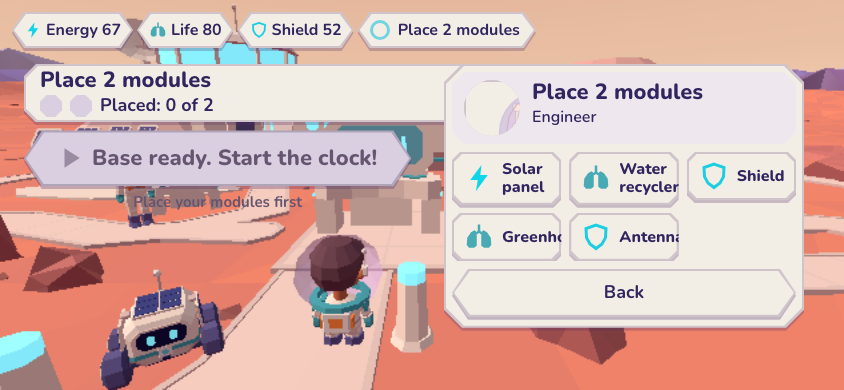 Energy 67
Life 80
Shield 52
Place 2 modules
Place 2 modules
Placed: 0 of 2
Base ready. Start the clock!
Place your modules first
Place 2 modules
Engineer
Solar
panel
Water
recycler
Shield
Greenho
Antenna
Back